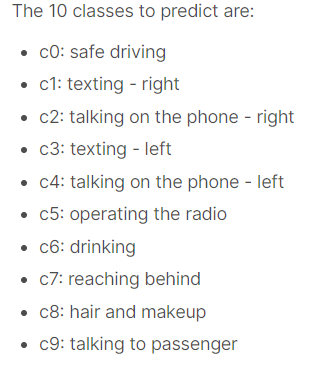 The 10 classes to predict are:
• c0: safe driving
• c1: texting - right
• c2: talking on the phone - right
• c3: texting - left
• c4: talking on the phone - left
• c5: operating the radio
• c6: drinking
• c7: reaching behind
• c8: hair and makeup
• c9: talking to passenger